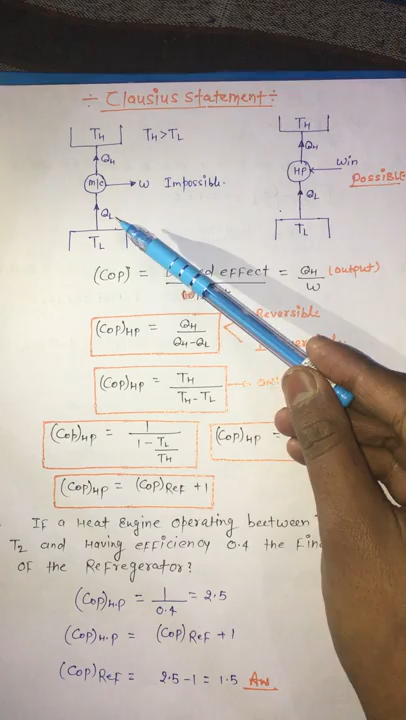 ÷ Clausius Statement ÷
TH TH>TL TH
QH QH
M/C W Impossible. HP Win Possible
QL QL
TL TL
(COP) = effect = QH/W (output)
(COP)HP = QH/QH-QL Reversible
(COP)HP = TH/TH-TL
(COP)HP = 1/1-TL/TH (COP)HP =
(COP)HP = (COP)Ref + 1
If a Heat Engine operating beetween
T2 and Having efficiency 0.4 the
of the Refregerator?
(COP)H.P = 1/0.4 = 2.5
(COP)H.P = (COP)Ref + 1
(COP)Ref = 2.5-1 = 1.5 Ans